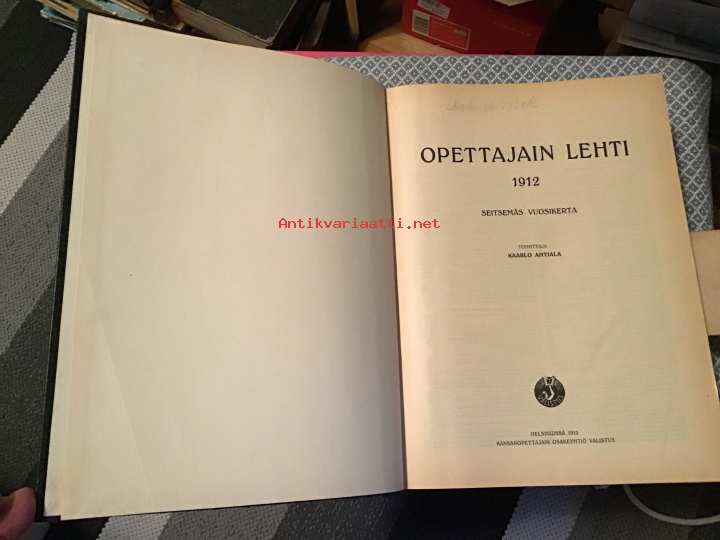 OPETTAJAIN LEHTI
1912
SEITSEMÄS VUOSIKERTA
TOIMITTAJA
KAARLO AHTIALA
HELSINGISSÄ 1912
KANSANOPETTAJAIN OSAKEYHTIÖ VALISTUS
Antikvariaatti.net